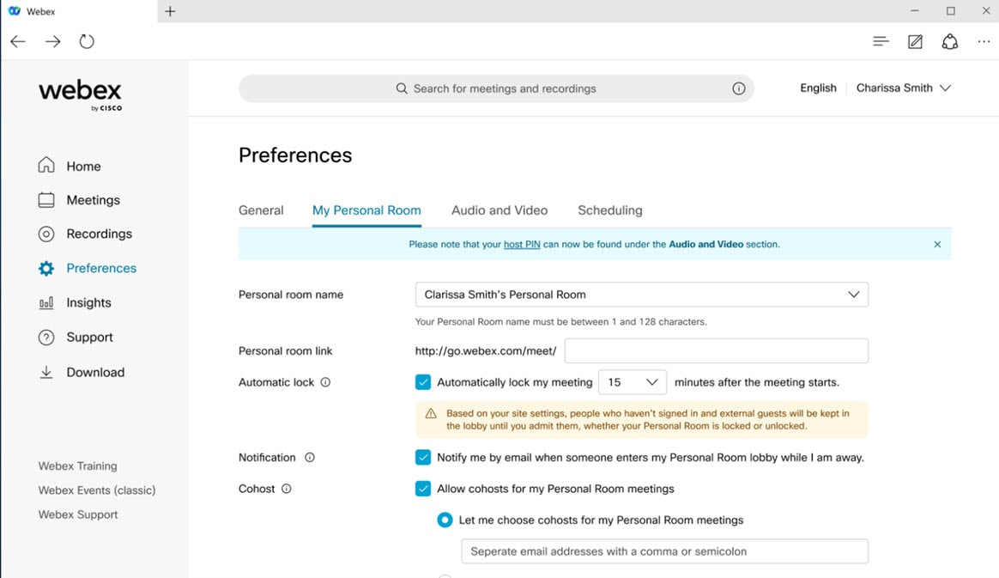 Webex
webex
by CISCO
Search for meetings and recordings
English
Charissa Smith
Home
Meetings
Recordings
Preferences
Insights
Support
Download
Webex Training
Webex Events (classic)
Webex Support
Preferences
General
My Personal Room
Audio and Video
Scheduling
Please note that your host PIN can now be found under the Audio and Video section.
Personal room name
Clarissa Smith's Personal Room
Your Personal Room name must be between 1 and 128 characters.
Personal room link
http://go.webex.com/meet/
Automatic lock
Automatically lock my meeting 15 minutes after the meeting starts.
Based on your site settings, people who haven't signed in and external guests will be kept in
the lobby until you admit them, whether your Personal Room is locked or unlocked.
Notification
Notify me by email when someone enters my Personal Room lobby while I am away.
Cohost
Allow cohosts for my Personal Room meetings
Let me choose cohosts for my Personal Room meetings
Seperate email addresses with a comma or semicolon